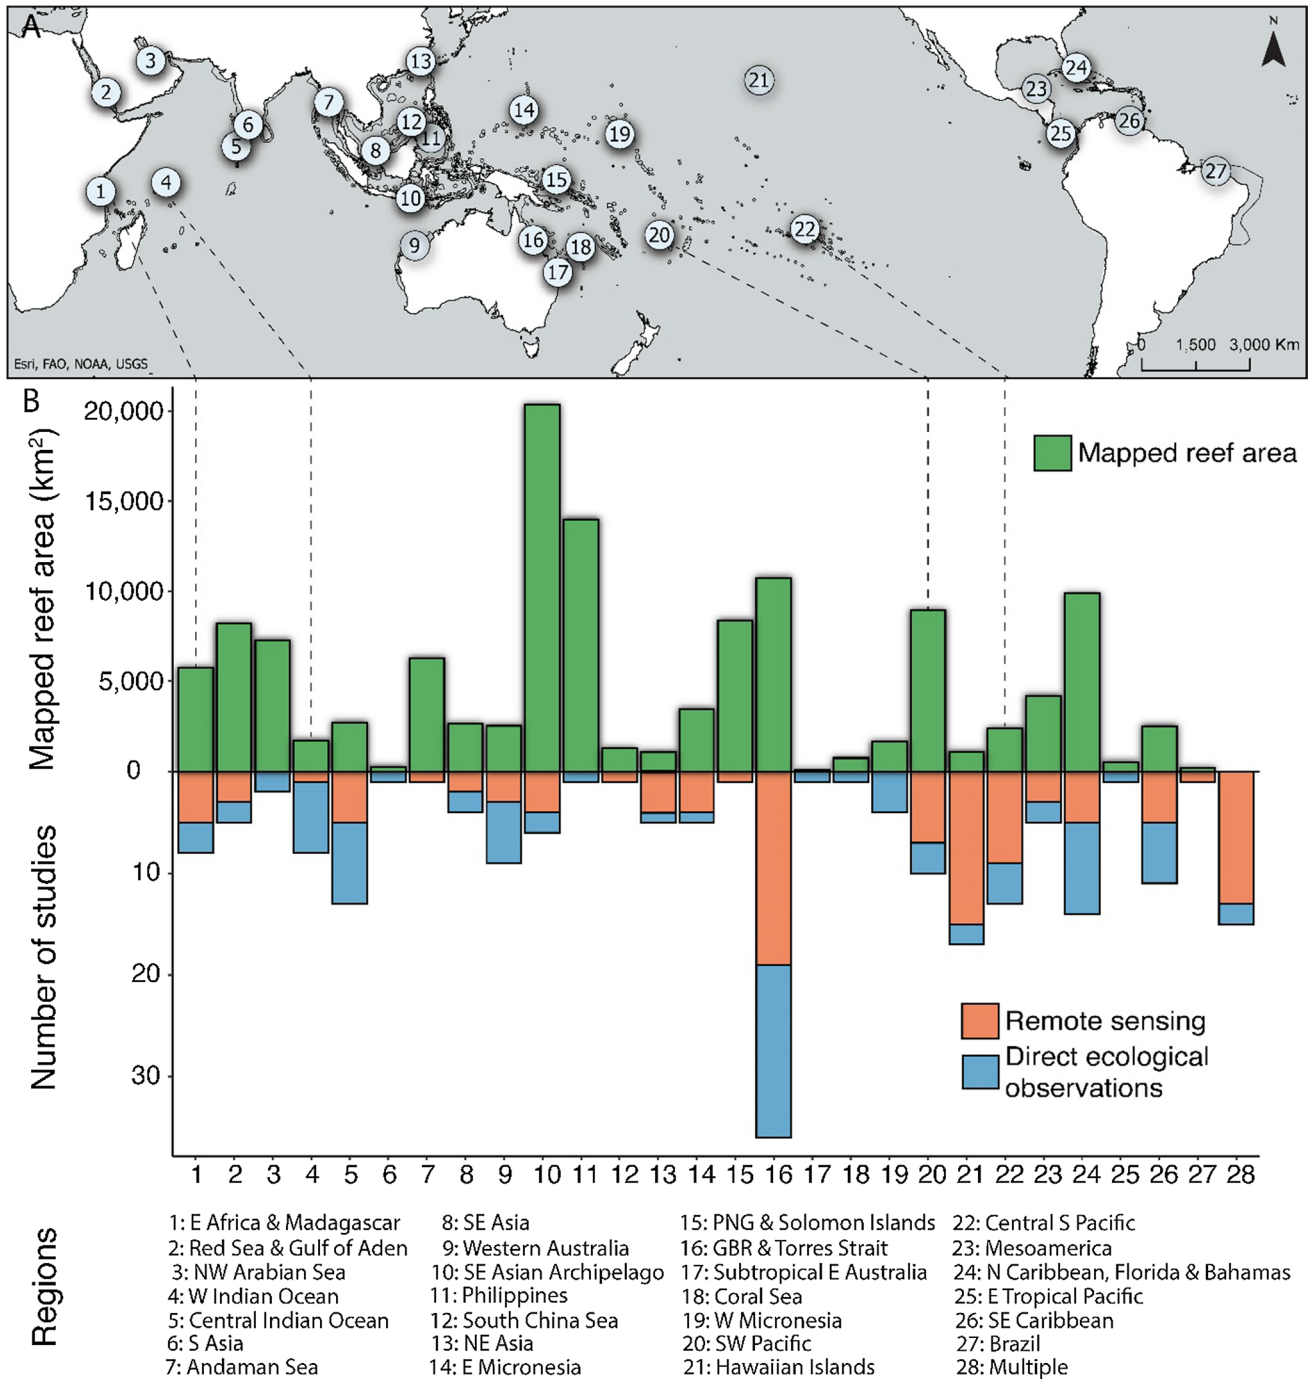 A
N
3
2
6
5
7
13
12
11
8
14
21
19
24
23
25
26
27
1
4
10
15
9
16
18
17
20
22
Esri, FAO, NOAA, USGS
0 1,500 3,000 Km
B
Mapped reef area (km²)
20,000
15,000
10,000
5,000
0
Mapped reef area
Number of studies
10
20
30
Remote sensing
Direct ecological
observations
1 2 3 4 5 6 7 8 9 10 11 12 13 14 15 16 17 18 19 20 21 22 23 24 25 26 27 28
Regions
1: E Africa & Madagascar
2: Red Sea & Gulf of Aden
3: NW Arabian Sea
4: W Indian Ocean
5: Central Indian Ocean
6: S Asia
7: Andaman Sea
8: SE Asia
9: Western Australia
10: SE Asian Archipelago
11: Philippines
12: South China Sea
13: NE Asia
14: E Micronesia
15: PNG & Solomon Islands
16: GBR & Torres Strait
17: Subtropical E Australia
18: Coral Sea
19: W Micronesia
20: SW Pacific
21: Hawaiian Islands
22: Central S Pacific
23: Mesoamerica
24: N Caribbean, Florida & Bahamas
25: E Tropical Pacific
26: SE Caribbean
27: Brazil
28: Multiple